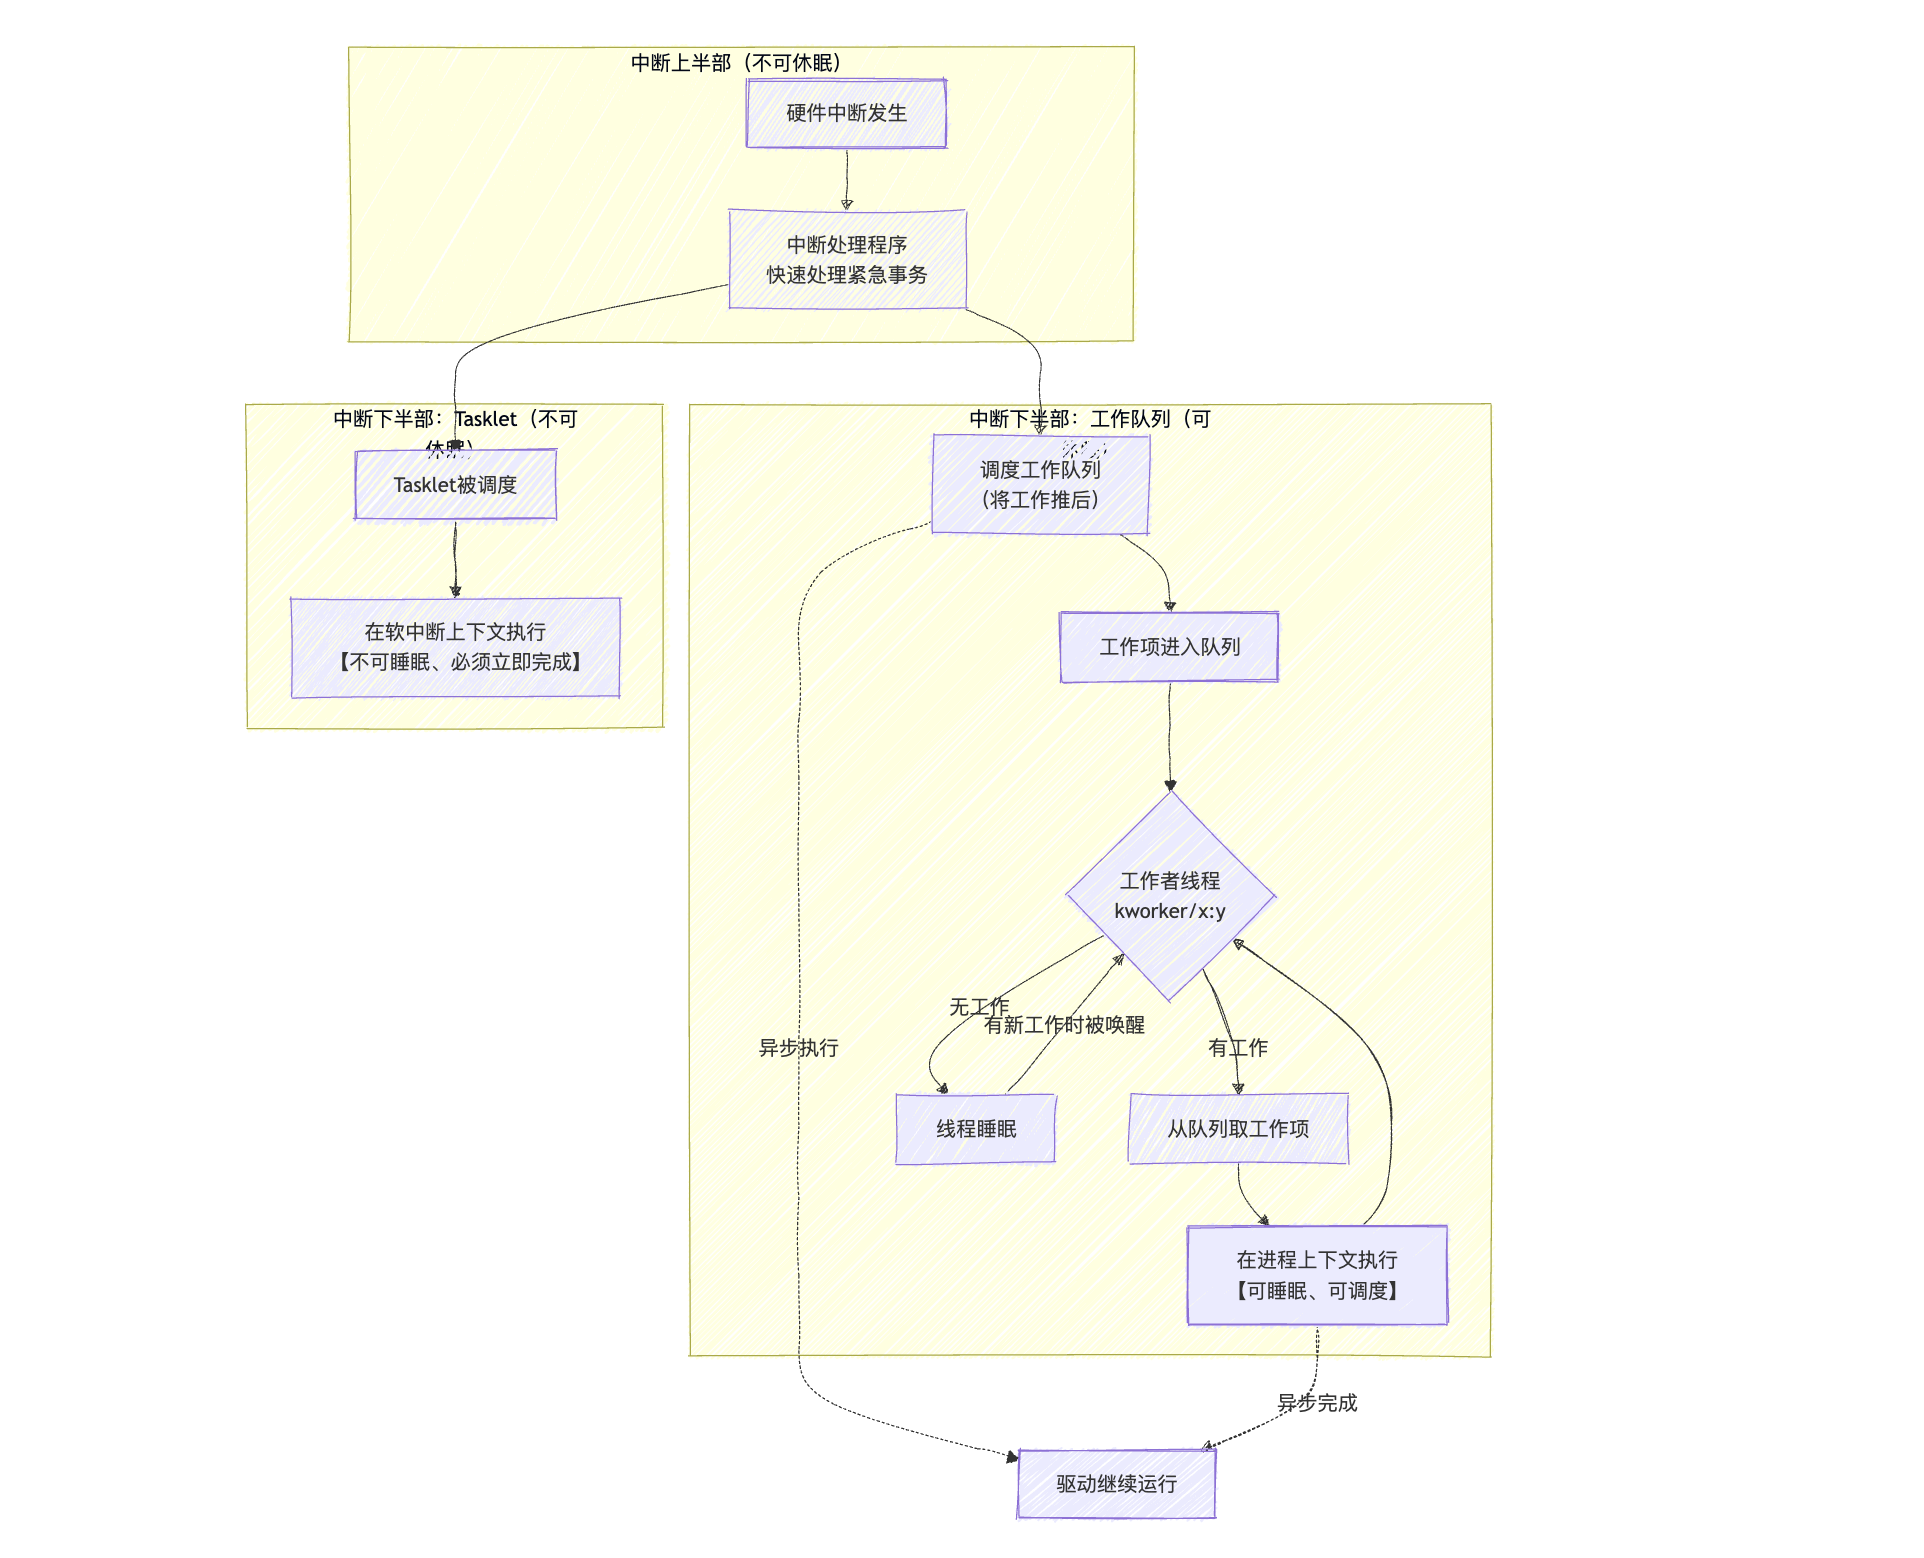 中断上半部（不可休眠）
硬件中断发生
中断处理程序
快速处理紧急事务
中断下半部：Tasklet（不可
休眠）
Tasklet被调度
在软中断上下文执行
【不可睡眠、必须立即完成】
中断下半部：工作队列（可
调度工作队列
（将工作推后）
工作项进入队列
工作者线程
kworker/x:y
无工作
有新工作时被唤醒
异步执行
有工作
线程睡眠
从队列取工作项
在进程上下文执行
【可睡眠、可调度】
异步完成
驱动继续运行